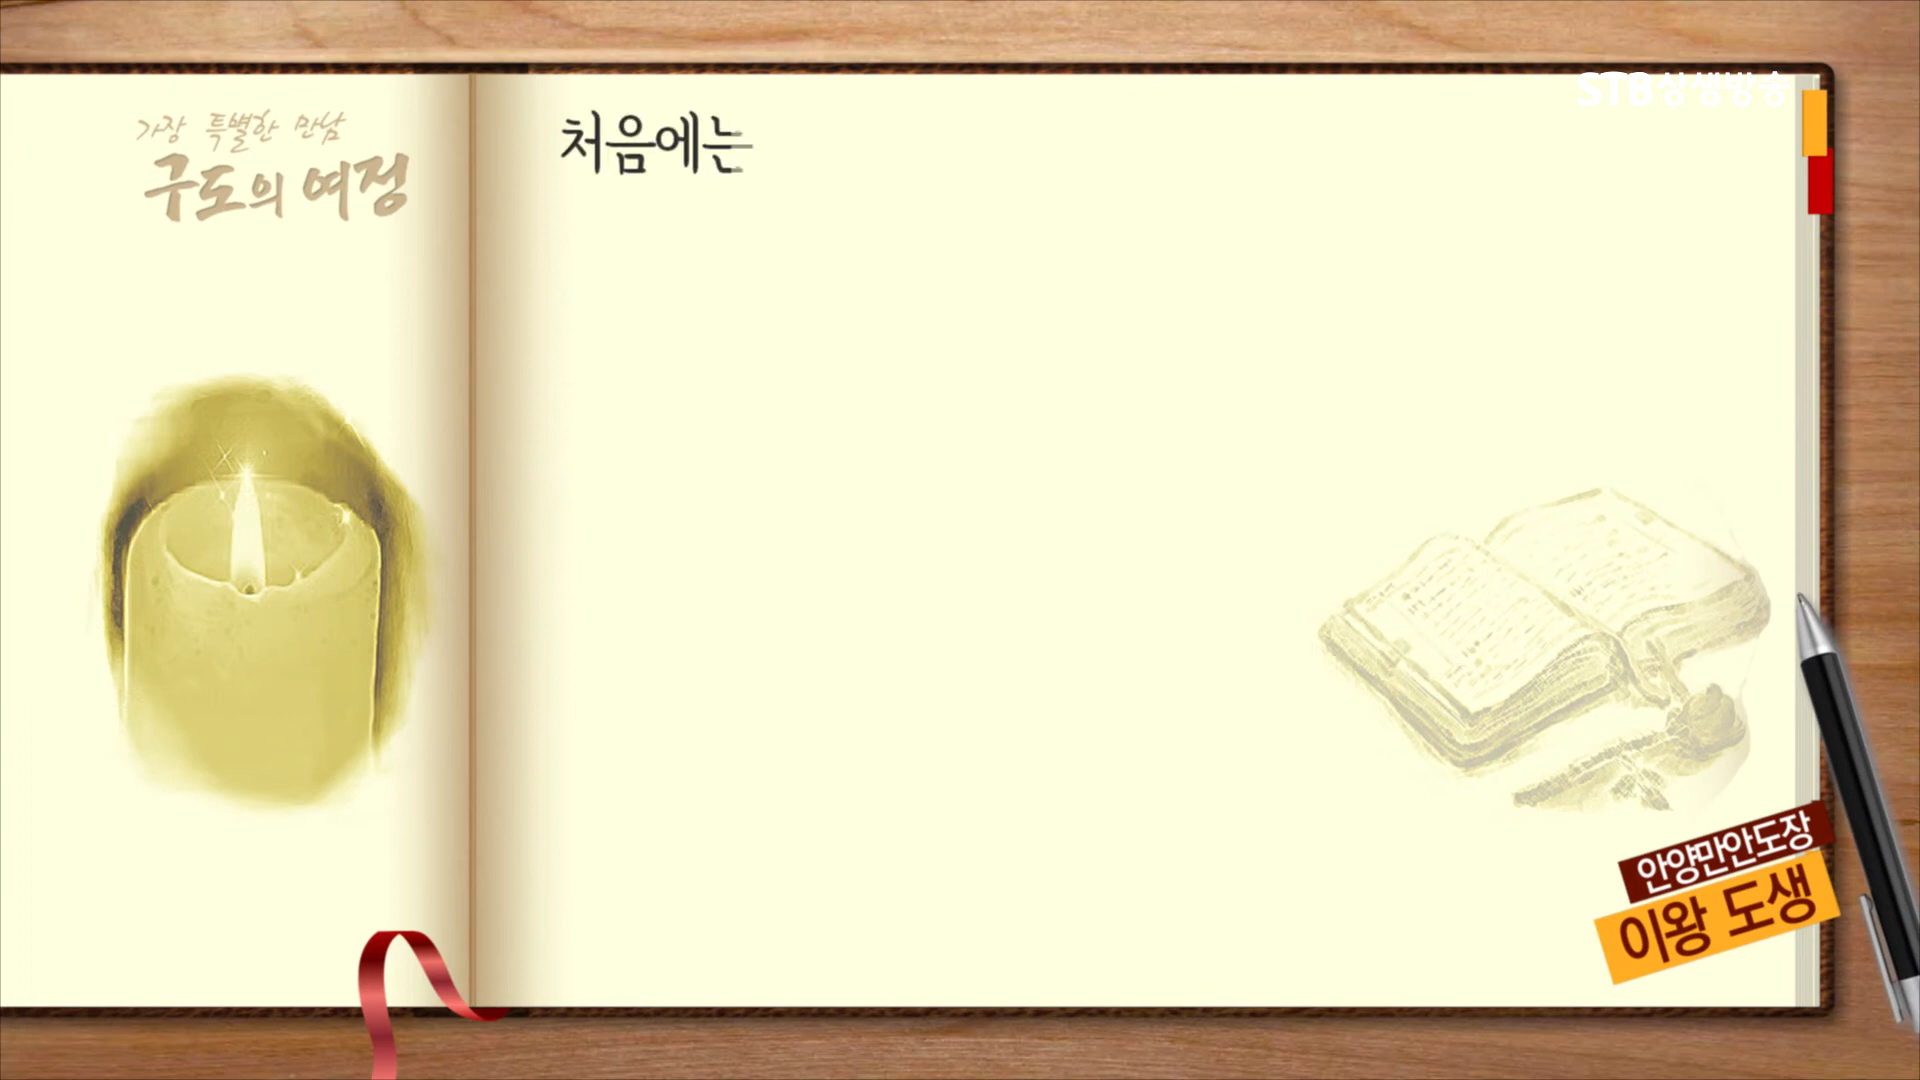 가장 특별한 만남
구도의 여정
처음에는
STB상생방송
안양만안도장
이왕 도생